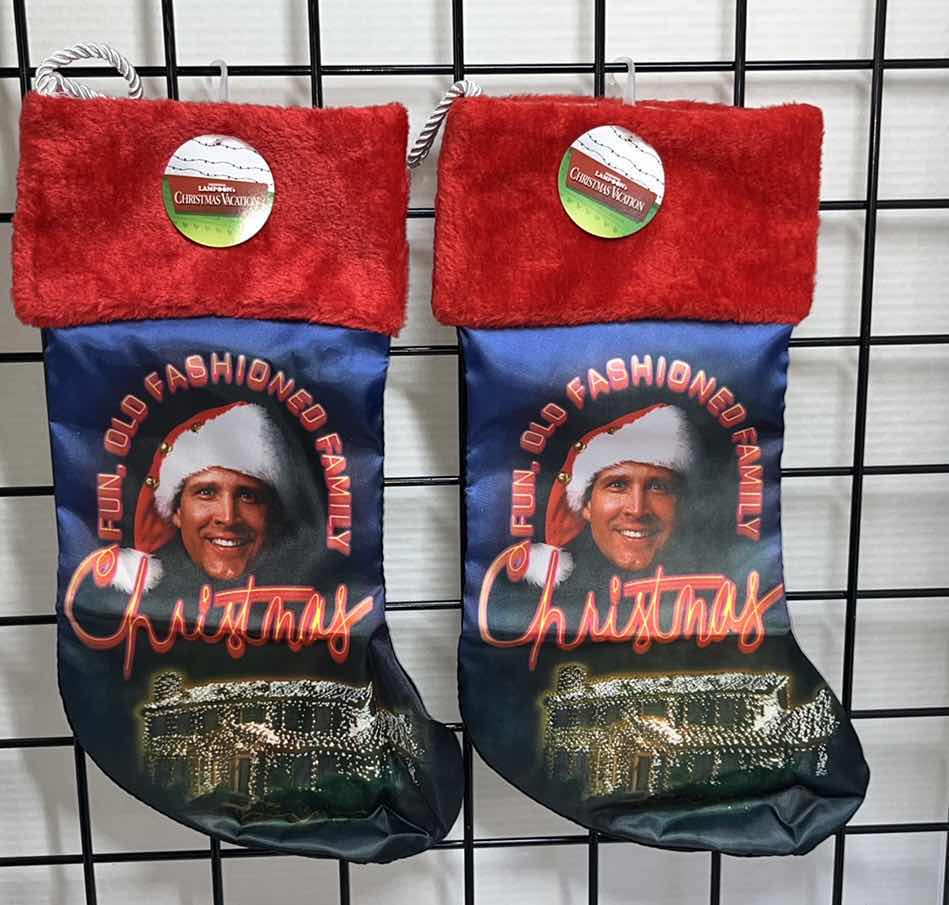 LAMPOON'S
CHRISTMAS VACATION
LAMPOON'S
CHRISTMAS VACATION
FUN, OLD FASHIONED FAMILY
Christmas
FUN, OLD FASHIONED FAMILY
Christmas